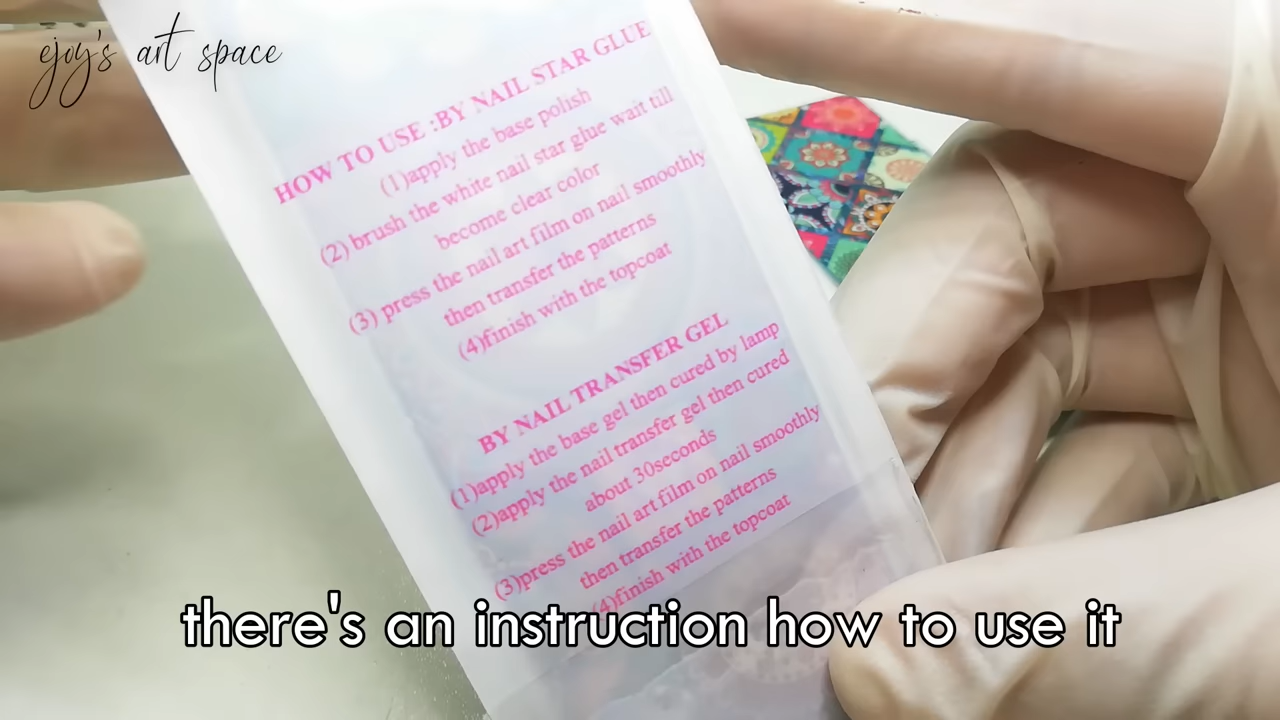 ejoy's art space
HOW TO USE :BY NAIL STAR GLUE
(1)apply the base polish
(2) brush the white nail star glue wait till
become clear color
(3) press the nail art film on nail smoothly
then transfer the patterns
(4)finish with the topcoat
BY NAIL TRANSFER GEL
(1)apply the base gel then cured by lamp
(2)apply the nail transfer gel then cured
about 30seconds
(3)press the nail art film on nail smoothly
then transfer the patterns
(4)finish with the topcoat
there's an instruction how to use it